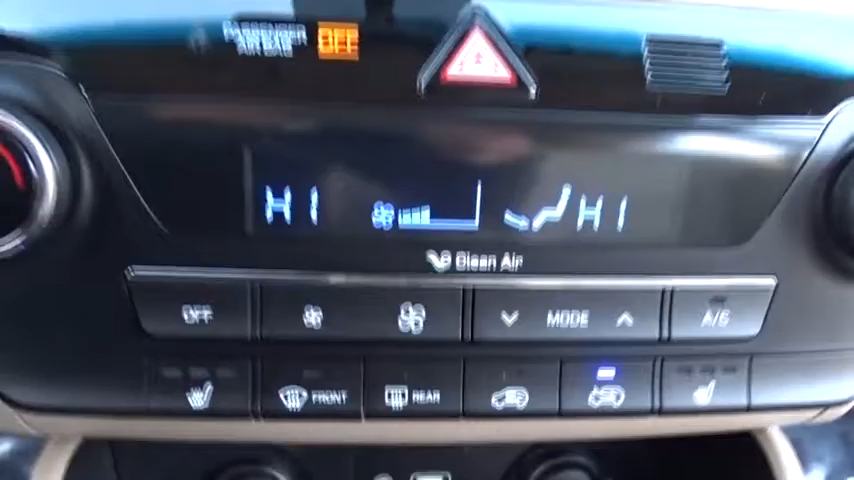 PASSENGER OFF
AIR BAG
HI HI
Clean Air
OFF MODE A/C
FRONT REAR